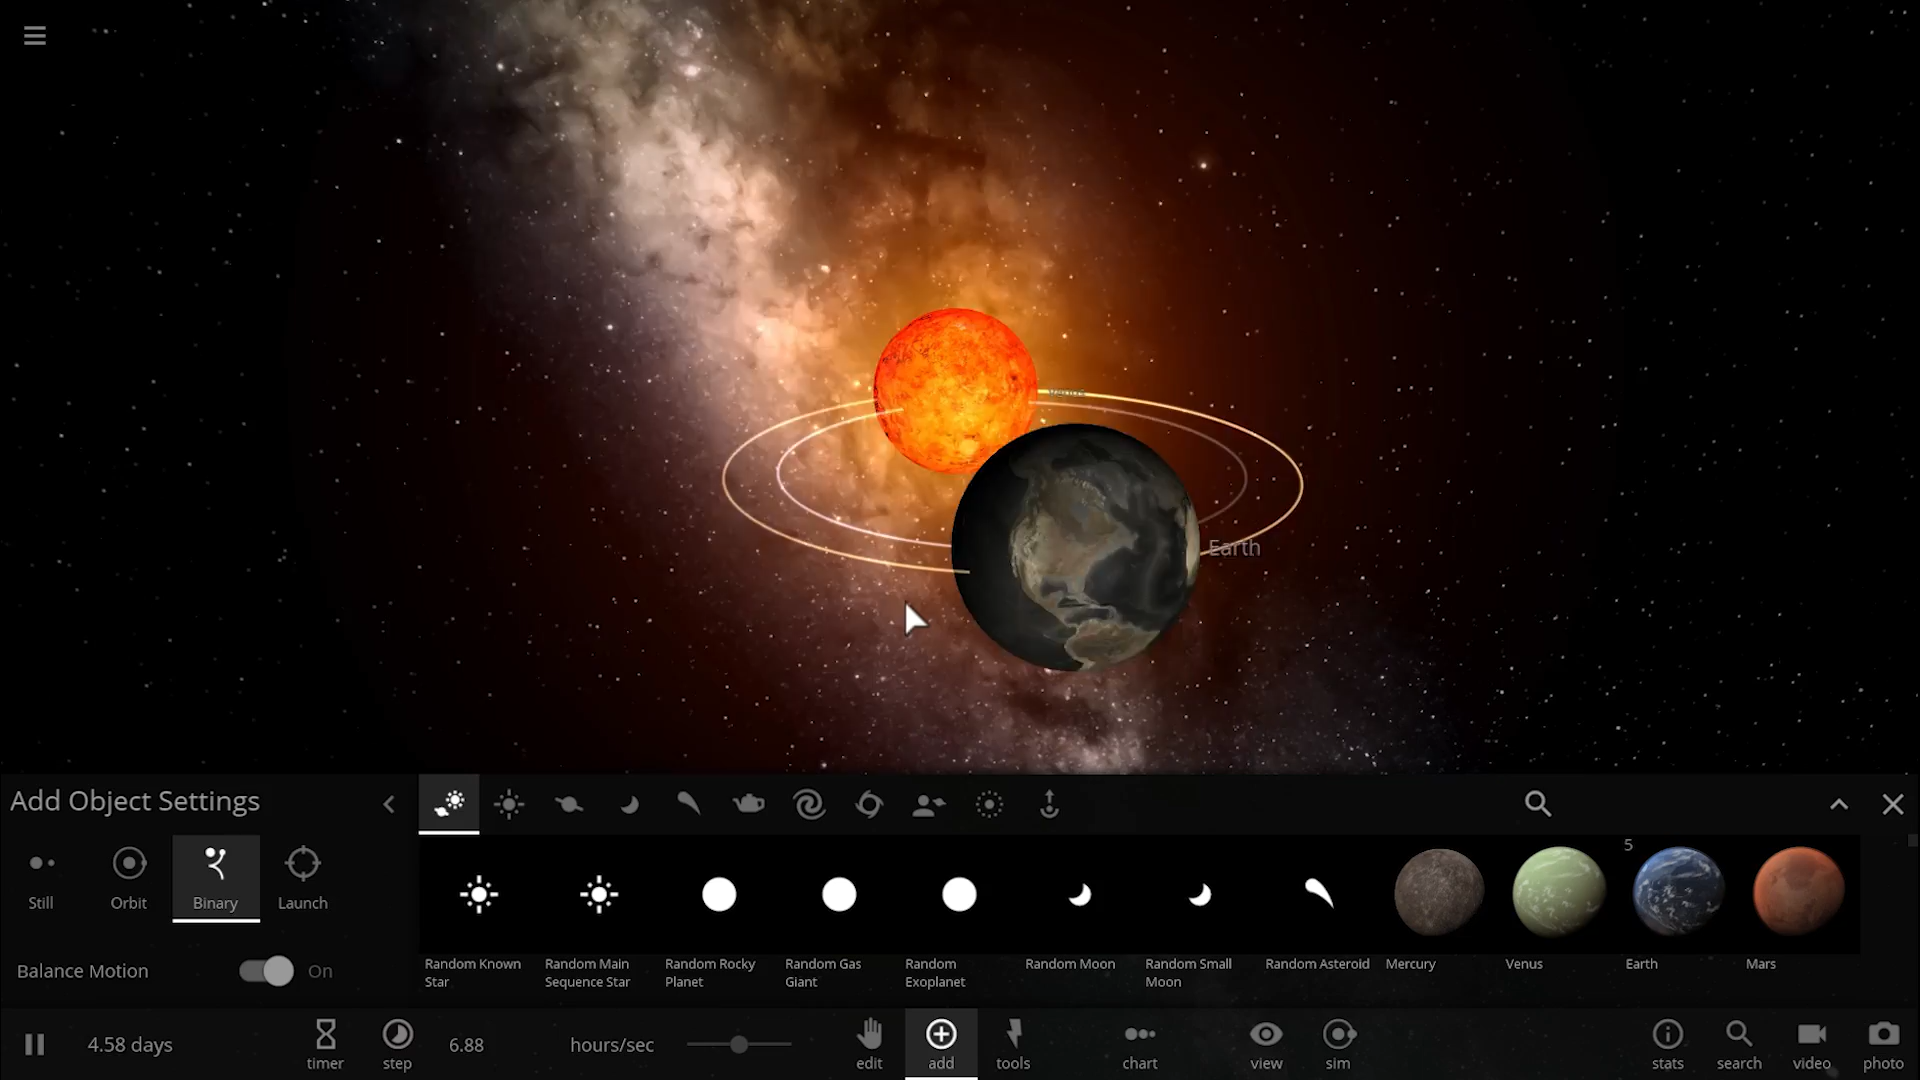 Venus
Earth
Add Object Settings
Still
Orbit
Binary
Launch
Balance Motion
On
5
Random Known
Star
Random Main
Sequence Star
Random Rocky
Planet
Random Gas
Giant
Random
Exoplanet
Random Moon
Random Small
Moon
Random Asteroid
Mercury
Venus
Earth
Mars
4.58 days
timer
step
6.88
hours/sec
edit
add
tools
chart
view
sim
stats
search
video
photo